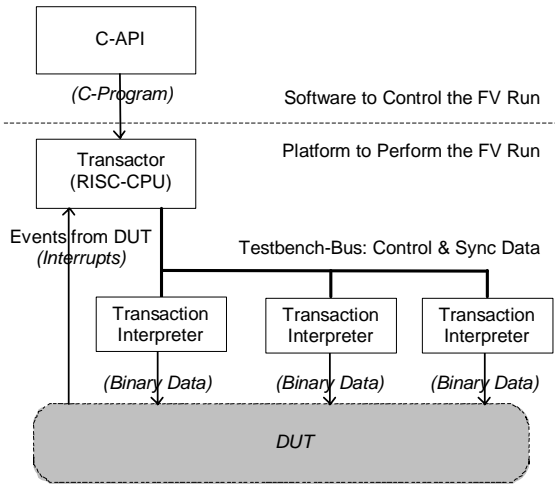 C-API
(C-Program)
Software to Control the FV Run
Platform to Perform the FV Run
Transactor
(RISC-CPU)
Events from DUT
(Interrupts)
Testbench-Bus: Control & Sync Data
Transaction
Interpreter
Transaction
Interpreter
Transaction
Interpreter
(Binary Data)
(Binary Data)
(Binary Data)
DUT